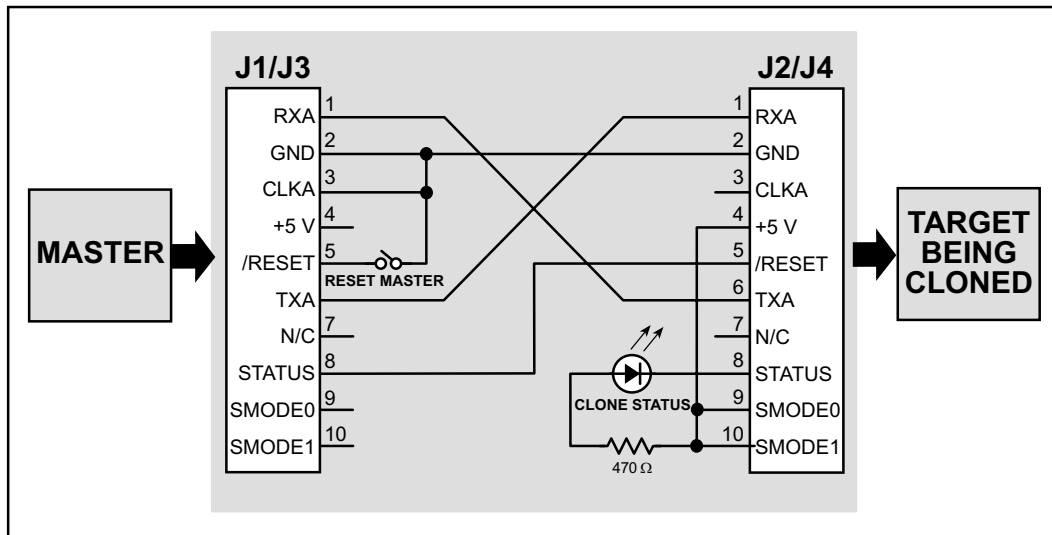 J1/J3
J2/J4
MASTER
RXA 1
GND 2
CLKA 3
+5 V 4
/RESET 5
RESET MASTER
TXA
N/C 7
STATUS 8
SMODE0 9
SMODE1 10
1 RXA
2 GND
3 CLKA
4 +5 V
5 /RESET
6 TXA
7 N/C
8 STATUS
9 SMODE0
10 SMODE1
CLONE STATUS
470 Ω
TARGET
BEING
CLONED